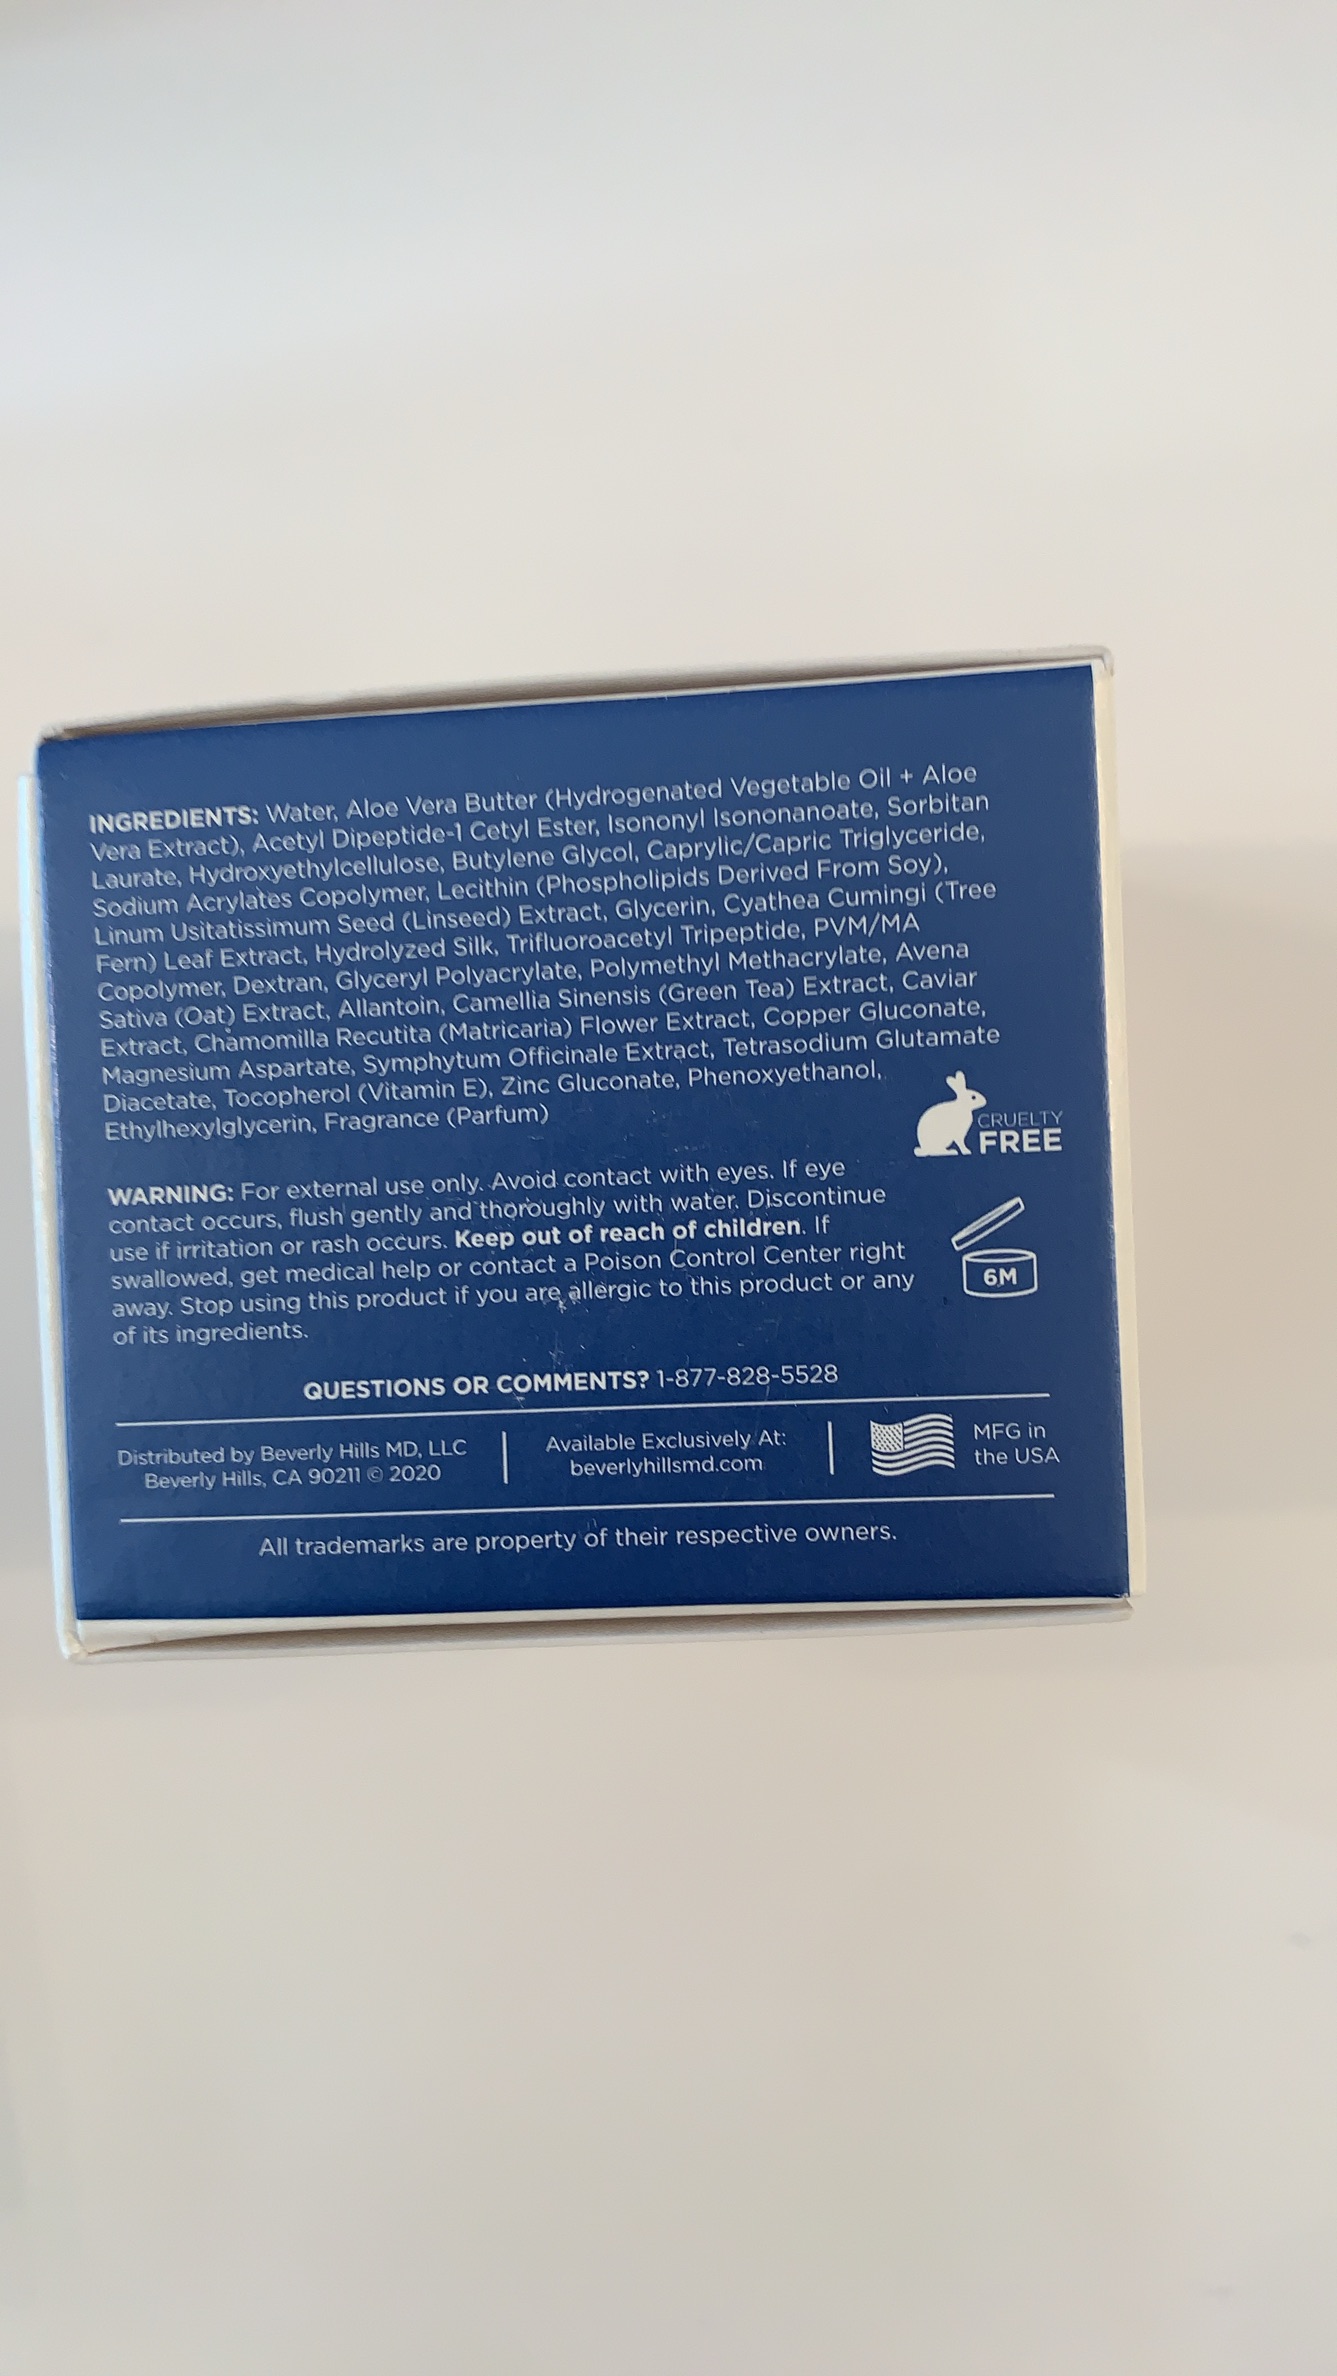 INGREDIENTS: Water, Aloe Vera Butter (Hydrogenated Vegetable Oil + Aloe
Vera Extract), Acetyl Dipeptide-1 Cetyl Ester, Isononyl Isononanoate, Sorbitan
Laurate, Hydroxyethylcellulose, Butylene Glycol, Caprylic/Capric Triglyceride,
Sodium Acrylates Copolymer, Lecithin (Phospholipids Derived From Soy),
Linum Usitatissimum Seed (Linseed) Extract, Glycerin, Cyathea Cumingi (Tree
Fern) Leaf Extract, Hydrolyzed Silk, Trifluoroacetyl Tripeptide, PVM/MA
Copolymer, Dextran, Glyceryl Polyacrylate, Polymethyl Methacrylate, Avena
Sativa (Oat) Extract, Allantoin, Camellia Sinensis (Green Tea) Extract, Caviar
Extract, Chamomilla Recutita (Matricaria) Flower Extract, Copper Gluconate,
Magnesium Aspartate, Symphytum Officinale Extract, Tetrasodium Glutamate
Diacetate, Tocopherol (Vitamin E), Zinc Gluconate, Phenoxyethanol,
Ethylhexylglycerin, Fragrance (Parfum)
CRUELTY
FREE
WARNING: For external use only. Avoid contact with eyes. If eye
contact occurs, flush gently and thoroughly with water. Discontinue
use if irritation or rash occurs. Keep out of reach of children. If
swallowed, get medical help or contact a Poison Control Center right
away. Stop using this product if you are allergic to this product or any
of its ingredients.
6M
QUESTIONS OR COMMENTS? 1-877-828-5528
Distributed by Beverly Hills MD, LLC
Beverly Hills, CA 90211 © 2020
Available Exclusively At:
beverlyhillsmd.com
MFG in
the USA
All trademarks are property of their respective owners.